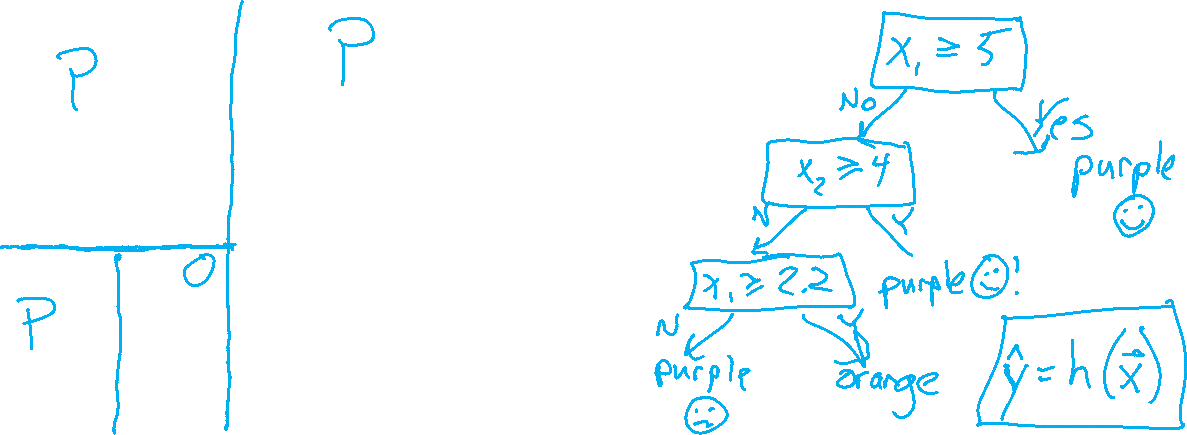 P
P
O
P
x₁ ≥ 5
No
Yes
x₂ ≥ 4
purple
N
Y
x₁ ≥ 2.2
purple !
N
Y
purple
orange
ŷ = h(x⃗)